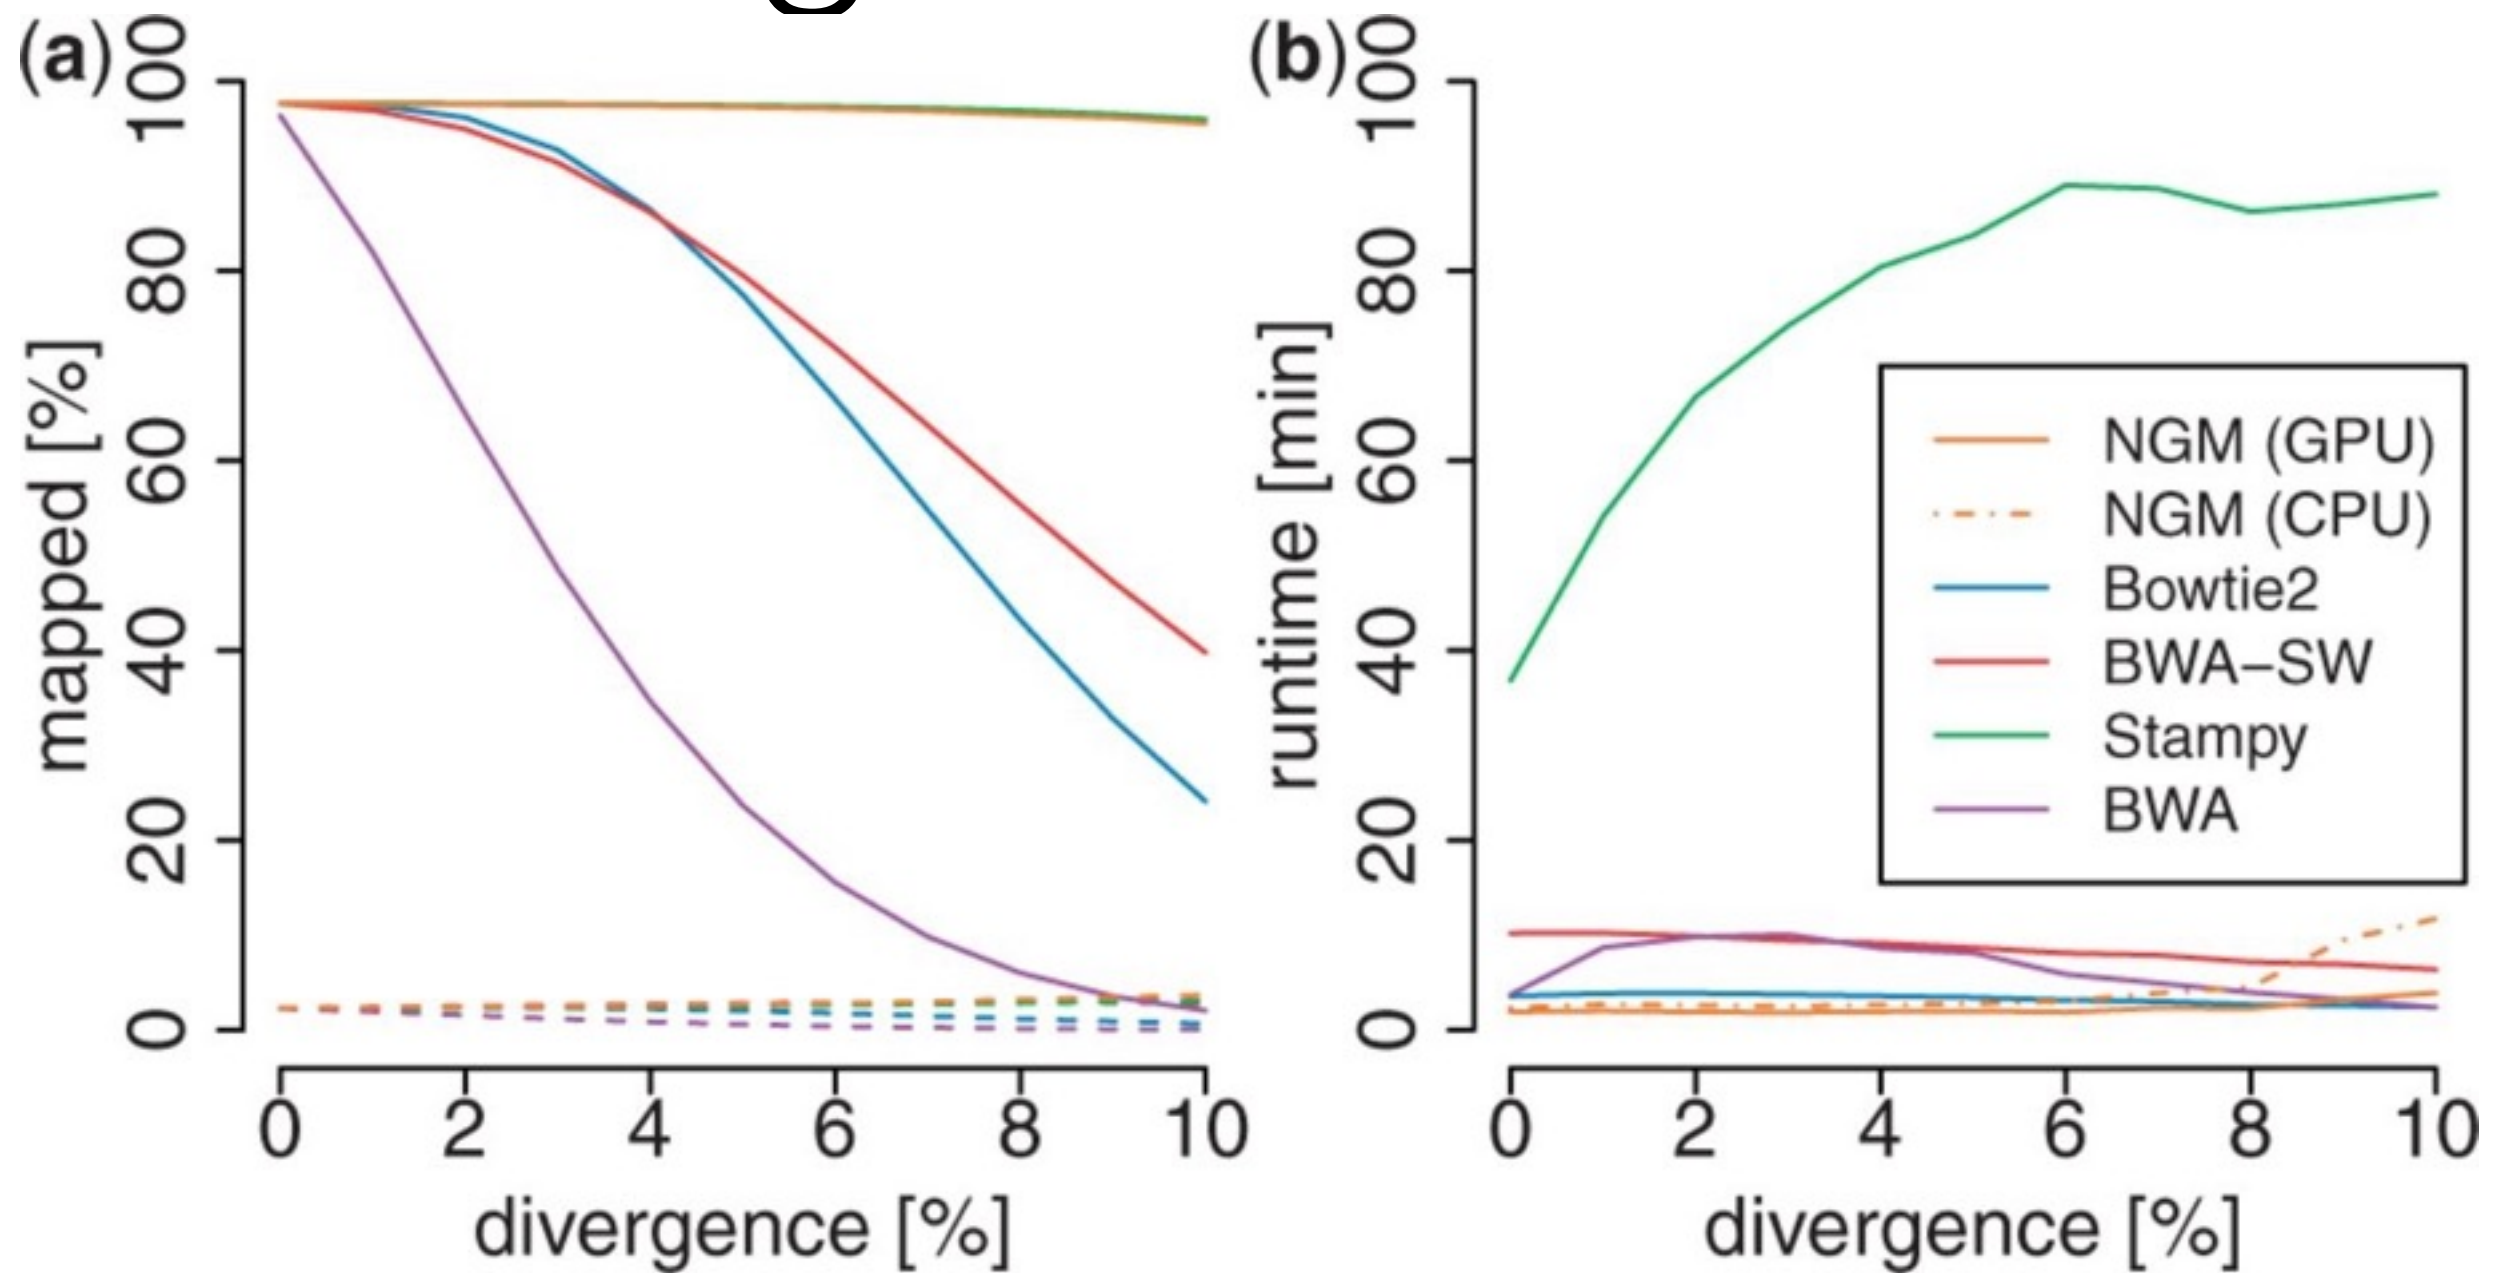 (a)
mapped [%]
100
80
60
40
20
0
0 2 4 6 8 10
divergence [%]
(b)
runtime [min]
100
80
60
40
20
0
NGM (GPU)
NGM (CPU)
Bowtie2
BWA–SW
Stampy
BWA
0 2 4 6 8 10
divergence [%]